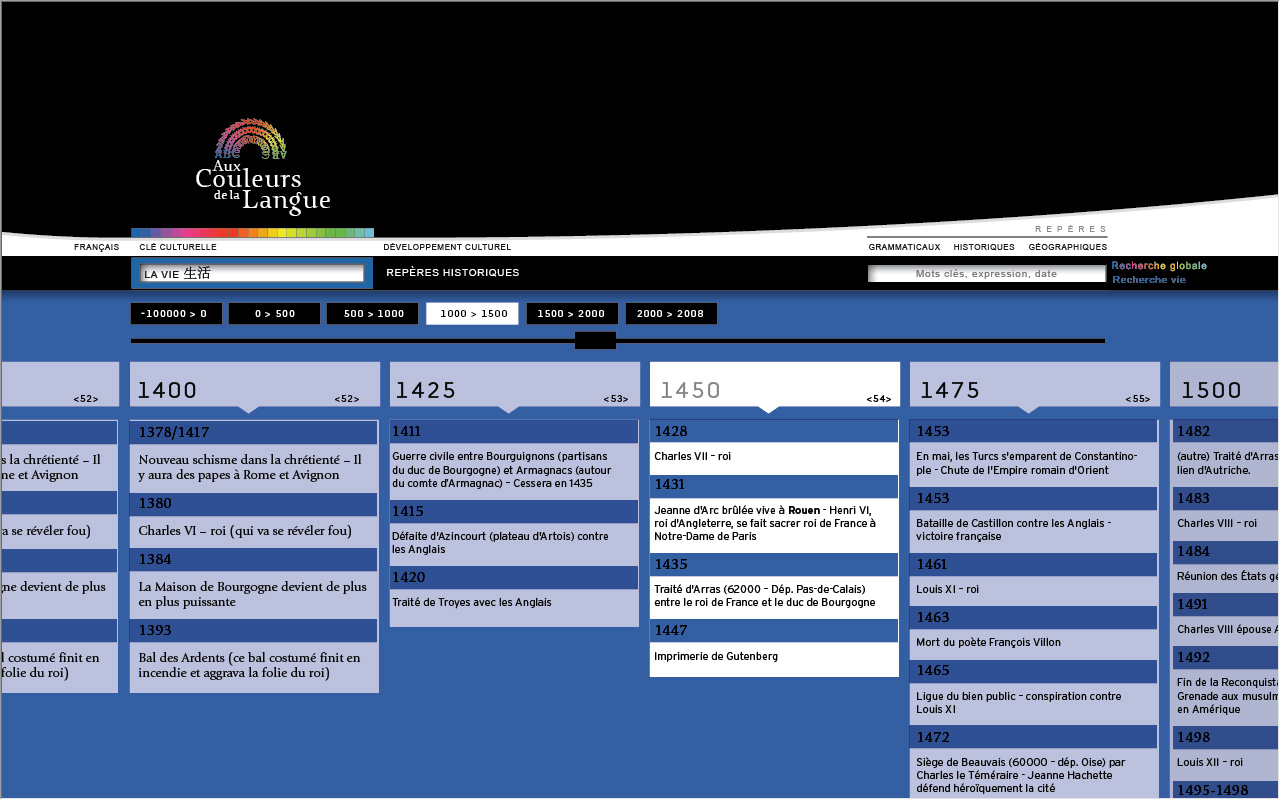 ABC ABC
Aux
Couleurs
de la Langue
REPÈRES
FRANÇAIS CLÉ CULTURELLE DÉVELOPPEMENT CULTUREL GRAMMATICAUX HISTORIQUES GÉOGRAPHIQUES
LA VIE 生活 REPÈRES HISTORIQUES Mots clés, expression, date Recherche globale
Recherche vie
-100000 > 0 0 > 500 500 > 1000 1000 > 1500 1500 > 2000 2000 > 2008
<52>
s la chrétienté – Il
me et Avignon
a se révéler fou)
gne devient de plus
l costumé finit en
folie du roi)
1400 <52>
1378/1417
Nouveau schisme dans la chrétienté – Il
y aura des papes à Rome et Avignon
1380
Charles VI – roi (qui va se révéler fou)
1384
La Maison de Bourgogne devient de plus
en plus puissante
1393
Bal des Ardents (ce bal costumé finit en
incendie et aggrava la folie du roi)
1425 <53>
1411
Guerre civile entre Bourguignons (partisans
du duc de Bourgogne) et Armagnacs (autour
du comte d'Armagnac) – Cessera en 1435
1415
Défaite d'Azincourt (plateau d'Artois) contre
les Anglais
1420
Traité de Troyes avec les Anglais
1450 <54>
1428
Charles VII – roi
1431
Jeanne d'Arc brûlée vive à Rouen - Henri VI,
roi d'Angleterre, se fait sacrer roi de France à
Notre-Dame de Paris
1435
Traité d'Arras (62000 – Dép. Pas-de-Calais)
entre le roi de France et le duc de Bourgogne
1447
Imprimerie de Gutenberg
1475 <55>
1453
En mai, les Turcs s'emparent de Constantino-
ple - Chute de l'Empire romain d'Orient
1453
Bataille de Castillon contre les Anglais -
victoire française
1461
Louis XI – roi
1463
Mort du poète François Villon
1465
Ligue du bien public – conspiration contre
Louis XI
1472
Siège de Beauvais (60000 – dép. Oise) par
Charles le Téméraire - Jeanne Hachette
défend héroïquement la cité
1500
1482
(autre) Traité d'Arras
lien d'Autriche.
1483
Charles VIII – roi
1484
Réunion des États gé
1491
Charles VIII épouse A
1492
Fin de la Reconquista
Grenade aux musulm
en Amérique
1498
Louis XII – roi
1495-1498